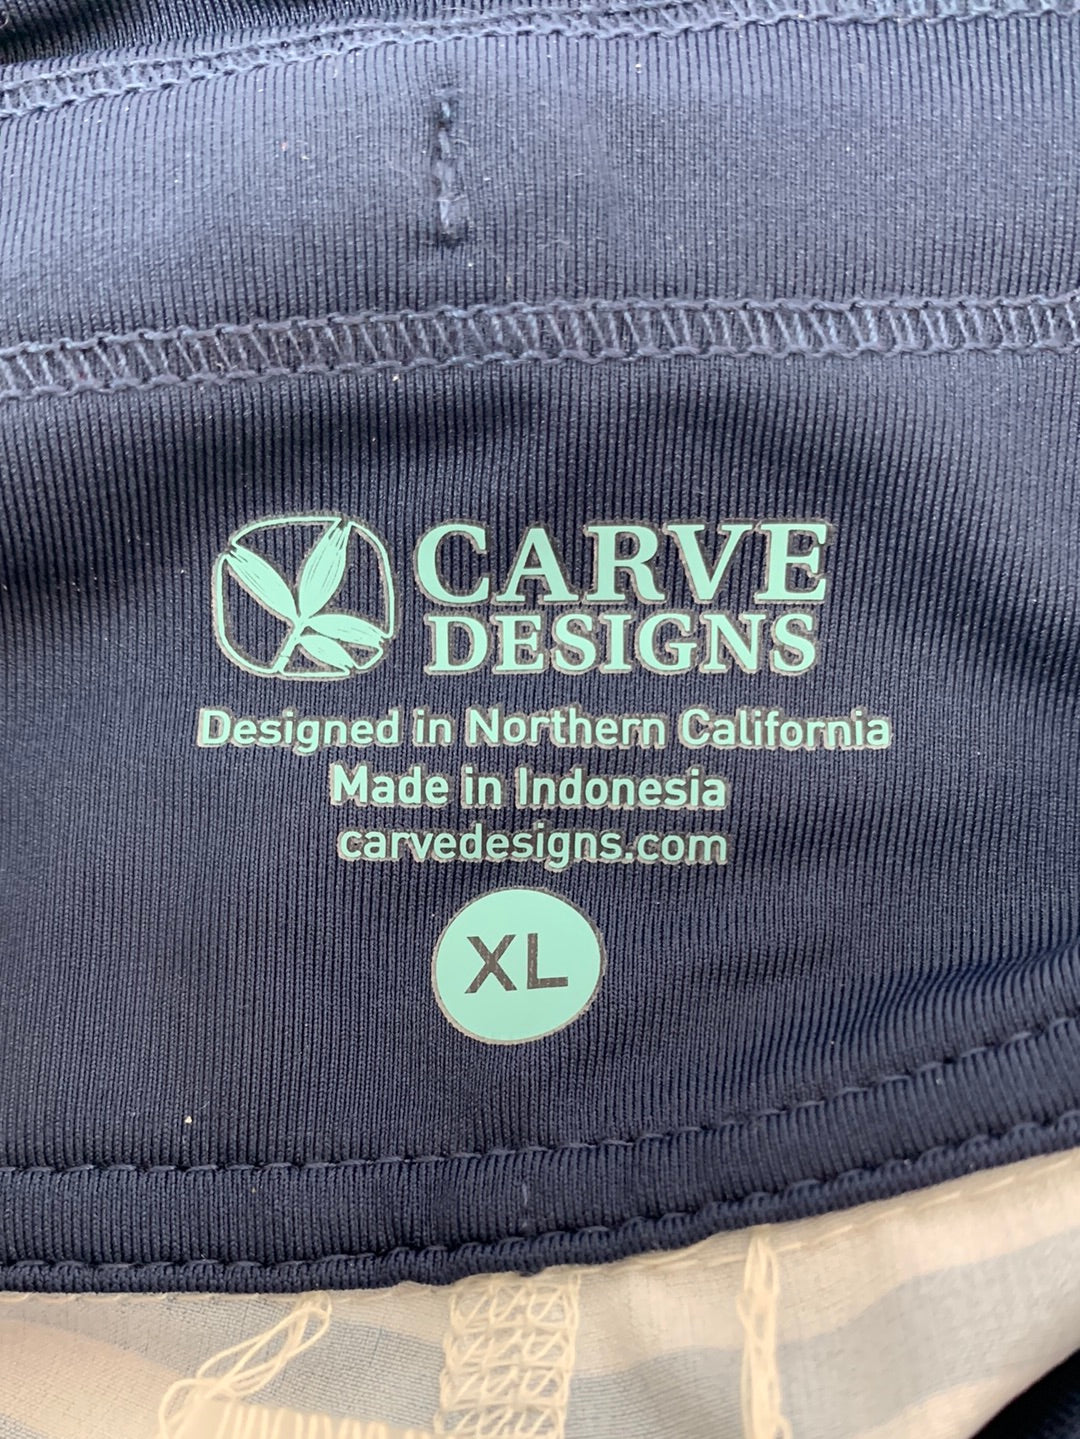 CARVE
DESIGNS
Designed in Northern California
Made in Indonesia
carvedesigns.com
XL